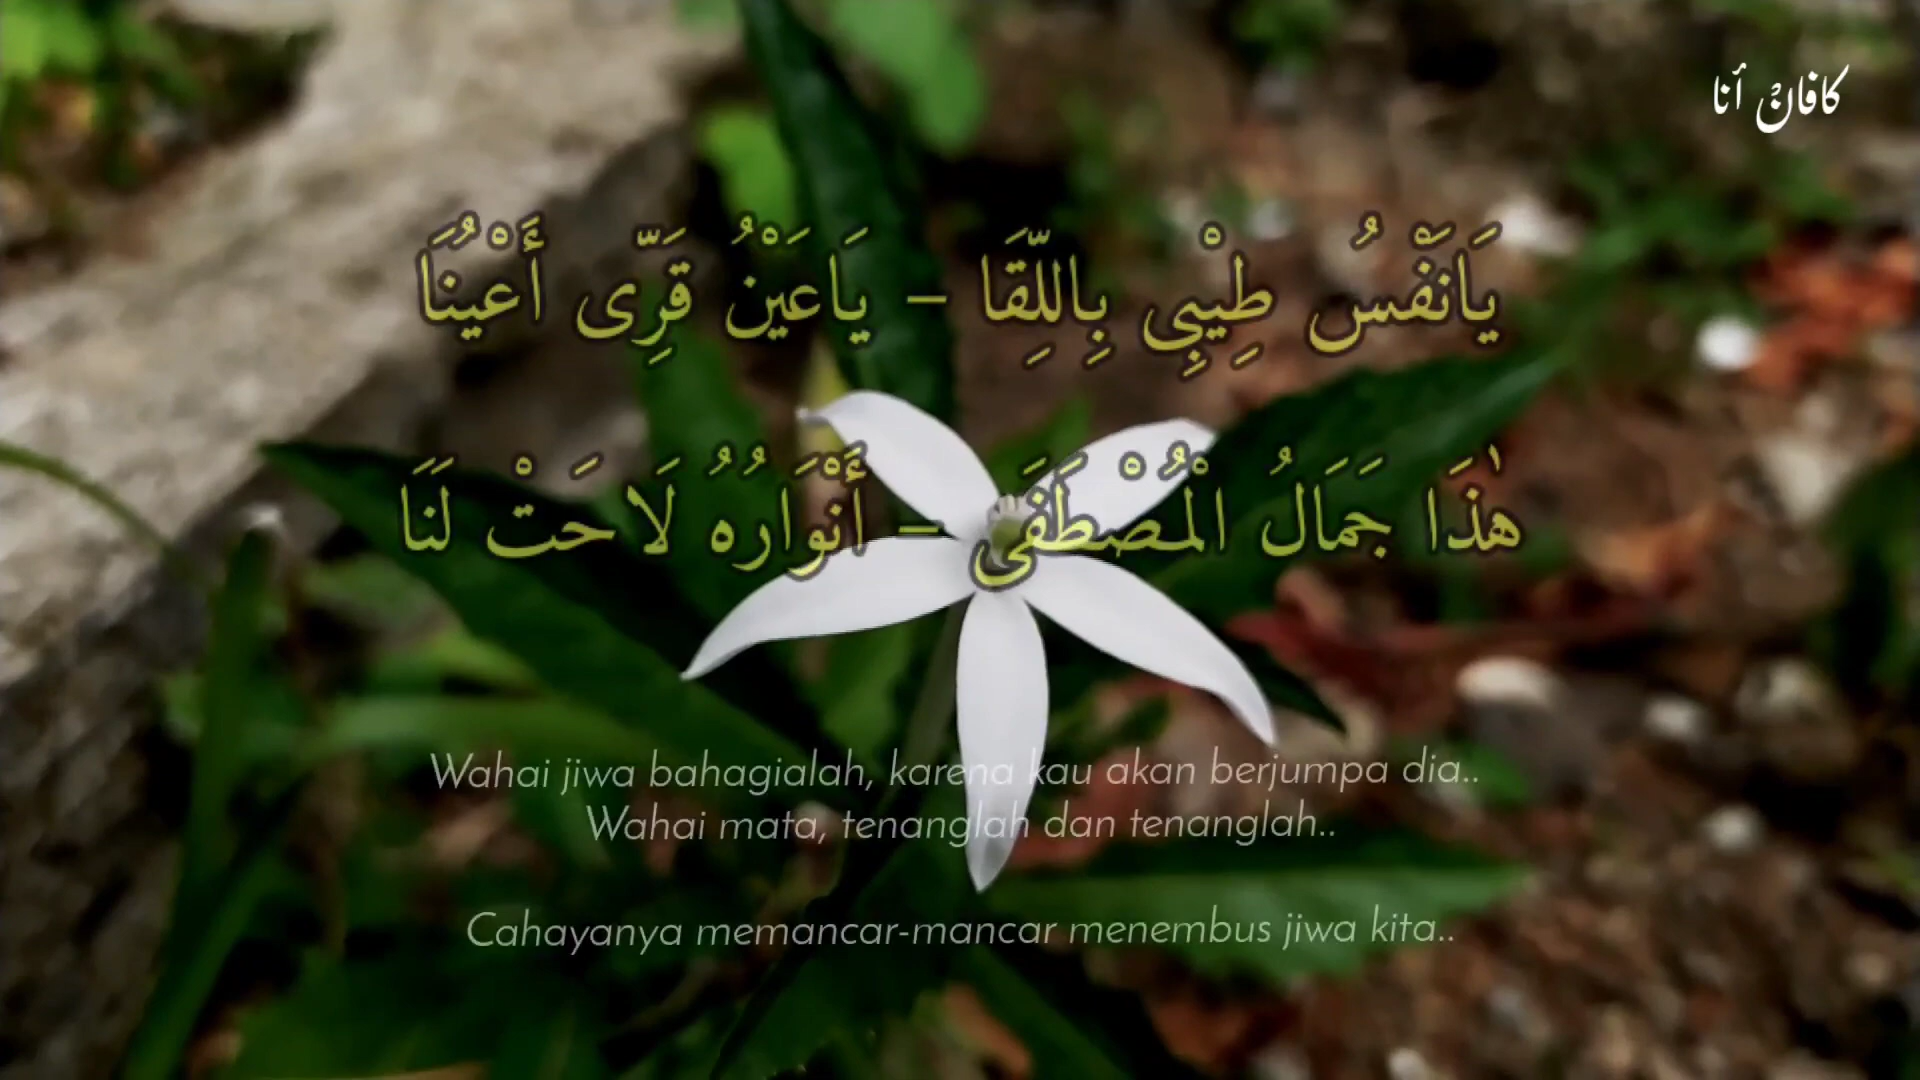 كافان أنا
يَانَفْسُ طِيْبِي بِاللِّقَا – يَاعَيْنُ قَرِّى أَعْيُنَا
هٰذَا جَمَالُ الْمُصْطَفَى – أَنْوَارُهُ لَاحَتْ لَنَا
Wahai jiwa bahagialah, karena kau akan berjumpa dia..
Wahai mata, tenanglah dan tenanglah..
Cahayanya memancar-mancar menembus jiwa kita..